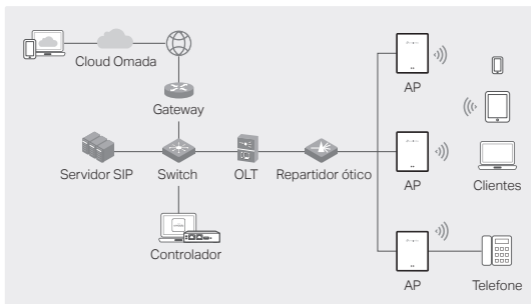 Cloud Omada
Gateway
AP
Servidor SIP
Switch
OLT
Repartidor ótico
AP
Clientes
Controlador
AP
Telefone